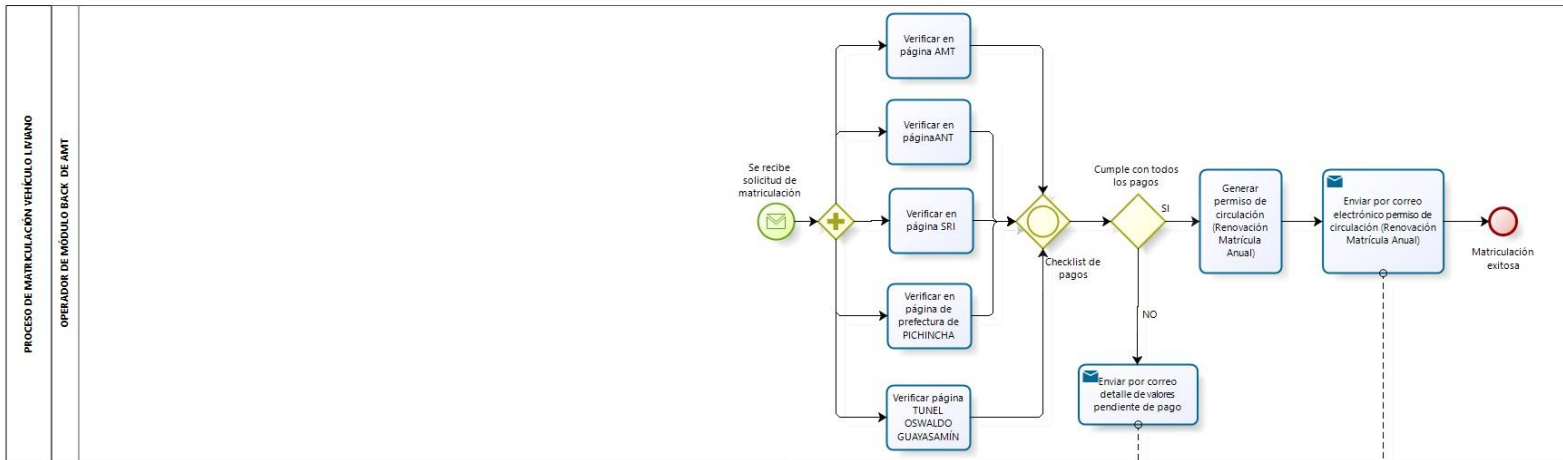 PROCESO DE MATRICULACIÓN VEHÍCULO LIVIANO
OPERADOR DE MÓDULO BACK DE AMT
Se recibe
solicitud de
matriculación
Verificar en
página AMT
Verificar en
páginaANT
Verificar en
página SRI
Verificar en
página de
prefectura de
PICHINCHA
Verificar página
TUNEL
OSWALDO
GUAYASAMÍN
Checklist de
pagos
Cumple con todos
los pagos
SI
NO
Generar
permiso de
circulación
(Renovación
Matrícula
Anual)
Enviar por correo
electrónico permiso de
circulación (Renovación
Matrícula Anual)
Matriculación
exitosa
Enviar por correo
detalle de valores
pendiente de pago